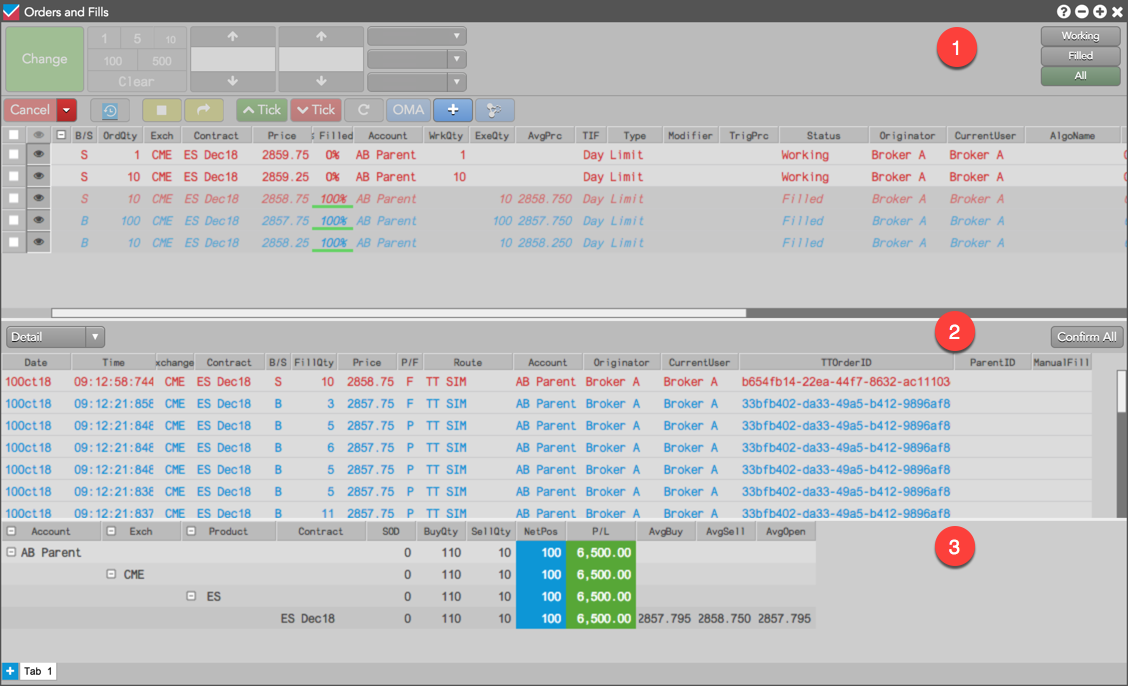 Orders and Fills
Change 1 5 10
100 500
Clear
1
Working
Filled
All
Cancel Tick Tick OMA
B/S OrdQty Exch Contract Price Filled Account WrkQty ExeQty AvgPrc TIF Type Modifier TrigPrc Status Originator CurrentUser AlgoName
S 1 CME ES Dec18 2859.75 0% AB Parent 1 Day Limit Working Broker A Broker A
S 10 CME ES Dec18 2859.25 0% AB Parent 10 Day Limit Working Broker A Broker A
S 10 CME ES Dec18 2858.75 100% AB Parent 10 2858.750 Day Limit Filled Broker A Broker A
B 100 CME ES Dec18 2857.75 100% AB Parent 100 2857.750 Day Limit Filled Broker A Broker A
B 10 CME ES Dec18 2858.25 100% AB Parent 10 2858.250 Day Limit Filled Broker A Broker A
Detail 2 Confirm All
Date Time xchange Contract B/S FillQty Price P/F Route Account Originator CurrentUser TTOrderID ParentID ManualFill
10Oct18 09:12:58:744 CME ES Dec18 S 10 2858.75 F TT SIM AB Parent Broker A Broker A b654fb14-22ea-44f7-8632-ac11103
10Oct18 09:12:21:858 CME ES Dec18 B 3 2857.75 F TT SIM AB Parent Broker A Broker A 33bfb402-da33-49a5-b412-9896af8
10Oct18 09:12:21:848 CME ES Dec18 B 5 2857.75 P TT SIM AB Parent Broker A Broker A 33bfb402-da33-49a5-b412-9896af8
10Oct18 09:12:21:848 CME ES Dec18 B 6 2857.75 P TT SIM AB Parent Broker A Broker A 33bfb402-da33-49a5-b412-9896af8
10Oct18 09:12:21:848 CME ES Dec18 B 5 2857.75 P TT SIM AB Parent Broker A Broker A 33bfb402-da33-49a5-b412-9896af8
10Oct18 09:12:21:838 CME ES Dec18 B 5 2857.75 P TT SIM AB Parent Broker A Broker A 33bfb402-da33-49a5-b412-9896af8
10Oct18 09:12:21:837 CME ES Dec18 B 11 2857.75 P TT SIM AB Parent Broker A Broker A 33bfb402-da33-49a5-b412-9896af8
Account Exch Product Contract SOD BuyQty SellQty NetPos P/L AvgBuy AvgSell AvgOpen
3
AB Parent 0 110 10 100 6,500.00
CME 0 110 10 100 6,500.00
ES 0 110 10 100 6,500.00
ES Dec18 0 110 10 100 6,500.00 2857.795 2858.750 2857.795
Tab 1